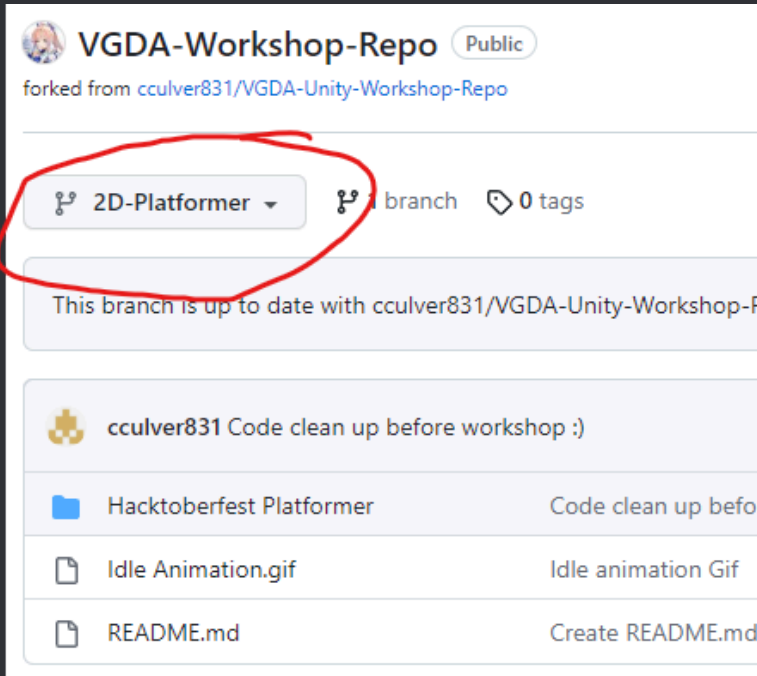 VGDA-Workshop-Repo Public
forked from cculver831/VGDA-Unity-Workshop-Repo
2D-Platformer 1 branch 0 tags
This branch is up to date with cculver831/VGDA-Unity-Workshop-
cculver831 Code clean up before workshop :)
Hacktoberfest Platformer Code clean up befo
Idle Animation.gif Idle animation Gif
README.md Create README.md